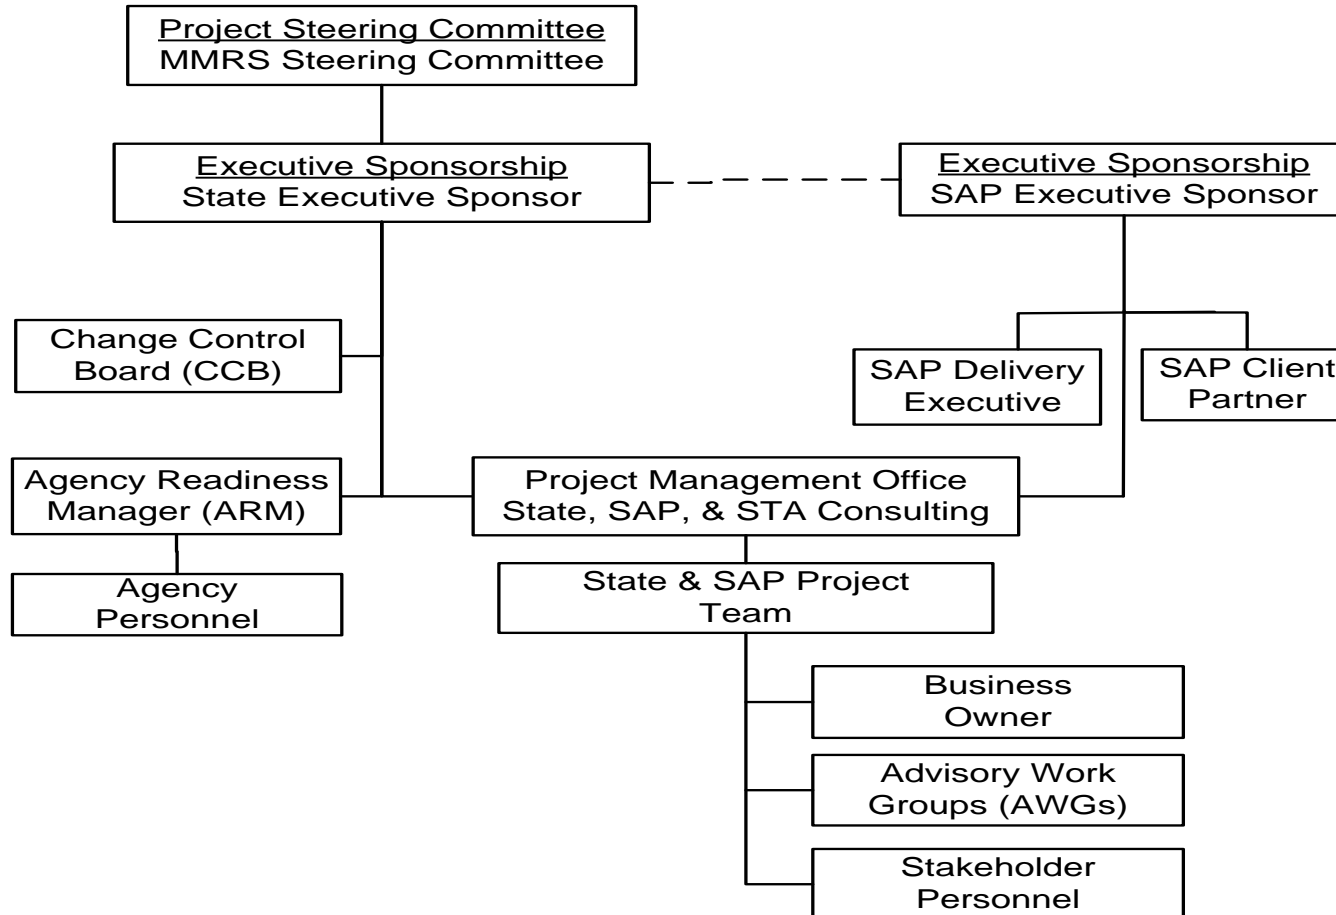 Project Steering Committee
MMRS Steering Committee
Executive Sponsorship
State Executive Sponsor
Executive Sponsorship
SAP Executive Sponsor
Change Control
Board (CCB)
SAP Delivery
Executive
SAP Client
Partner
Agency Readiness
Manager (ARM)
Project Management Office
State, SAP, & STA Consulting
Agency
Personnel
State & SAP Project
Team
Business
Owner
Advisory Work
Groups (AWGs)
Stakeholder
Personnel